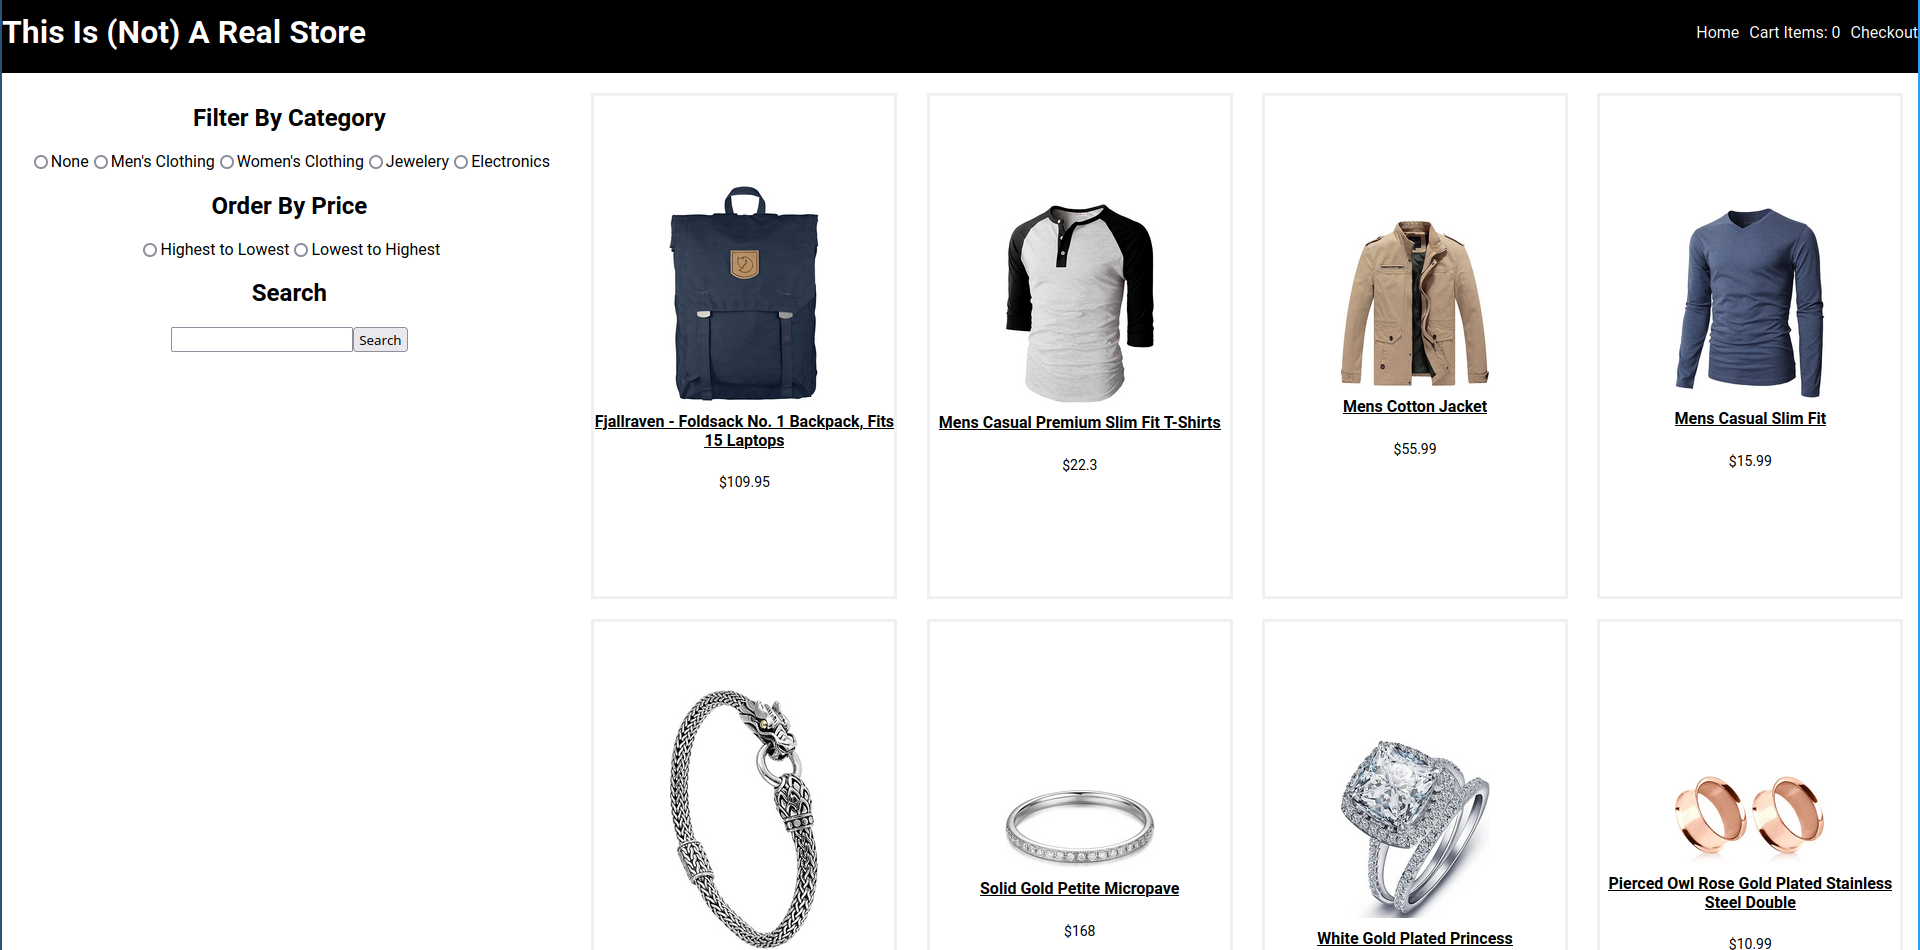 This Is (Not) A Real Store
Home Cart Items: 0 Checkout
Filter By Category
None Men's Clothing Women's Clothing Jewelery Electronics
Order By Price
Highest to Lowest Lowest to Highest
Search
Search
Fjallraven - Foldsack No. 1 Backpack, Fits
15 Laptops
$109.95
Mens Casual Premium Slim Fit T-Shirts
$22.3
Mens Cotton Jacket
$55.99
Mens Casual Slim Fit
$15.99
Solid Gold Petite Micropave
$168
White Gold Plated Princess
Pierced Owl Rose Gold Plated Stainless
Steel Double
$10.99